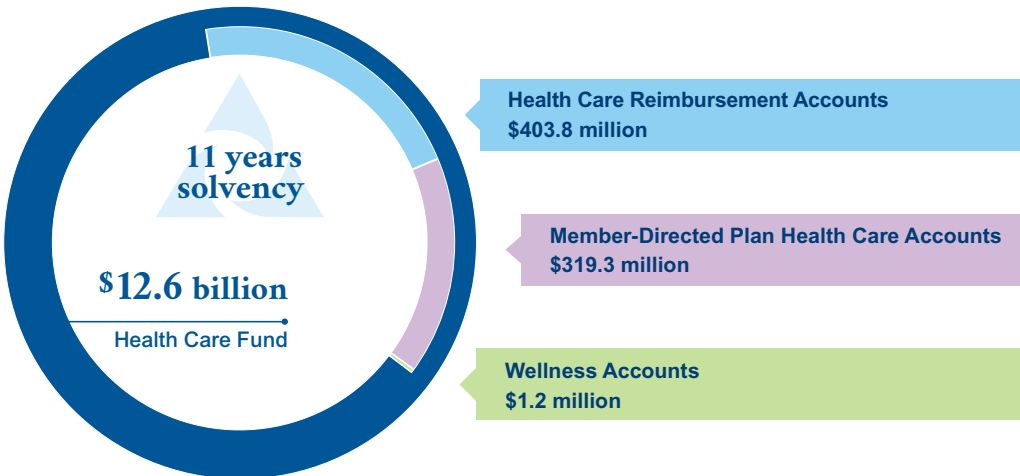 11 years
solvency
$12.6 billion
Health Care Fund
Health Care Reimbursement Accounts
$403.8 million
Member-Directed Plan Health Care Accounts
$319.3 million
Wellness Accounts
$1.2 million